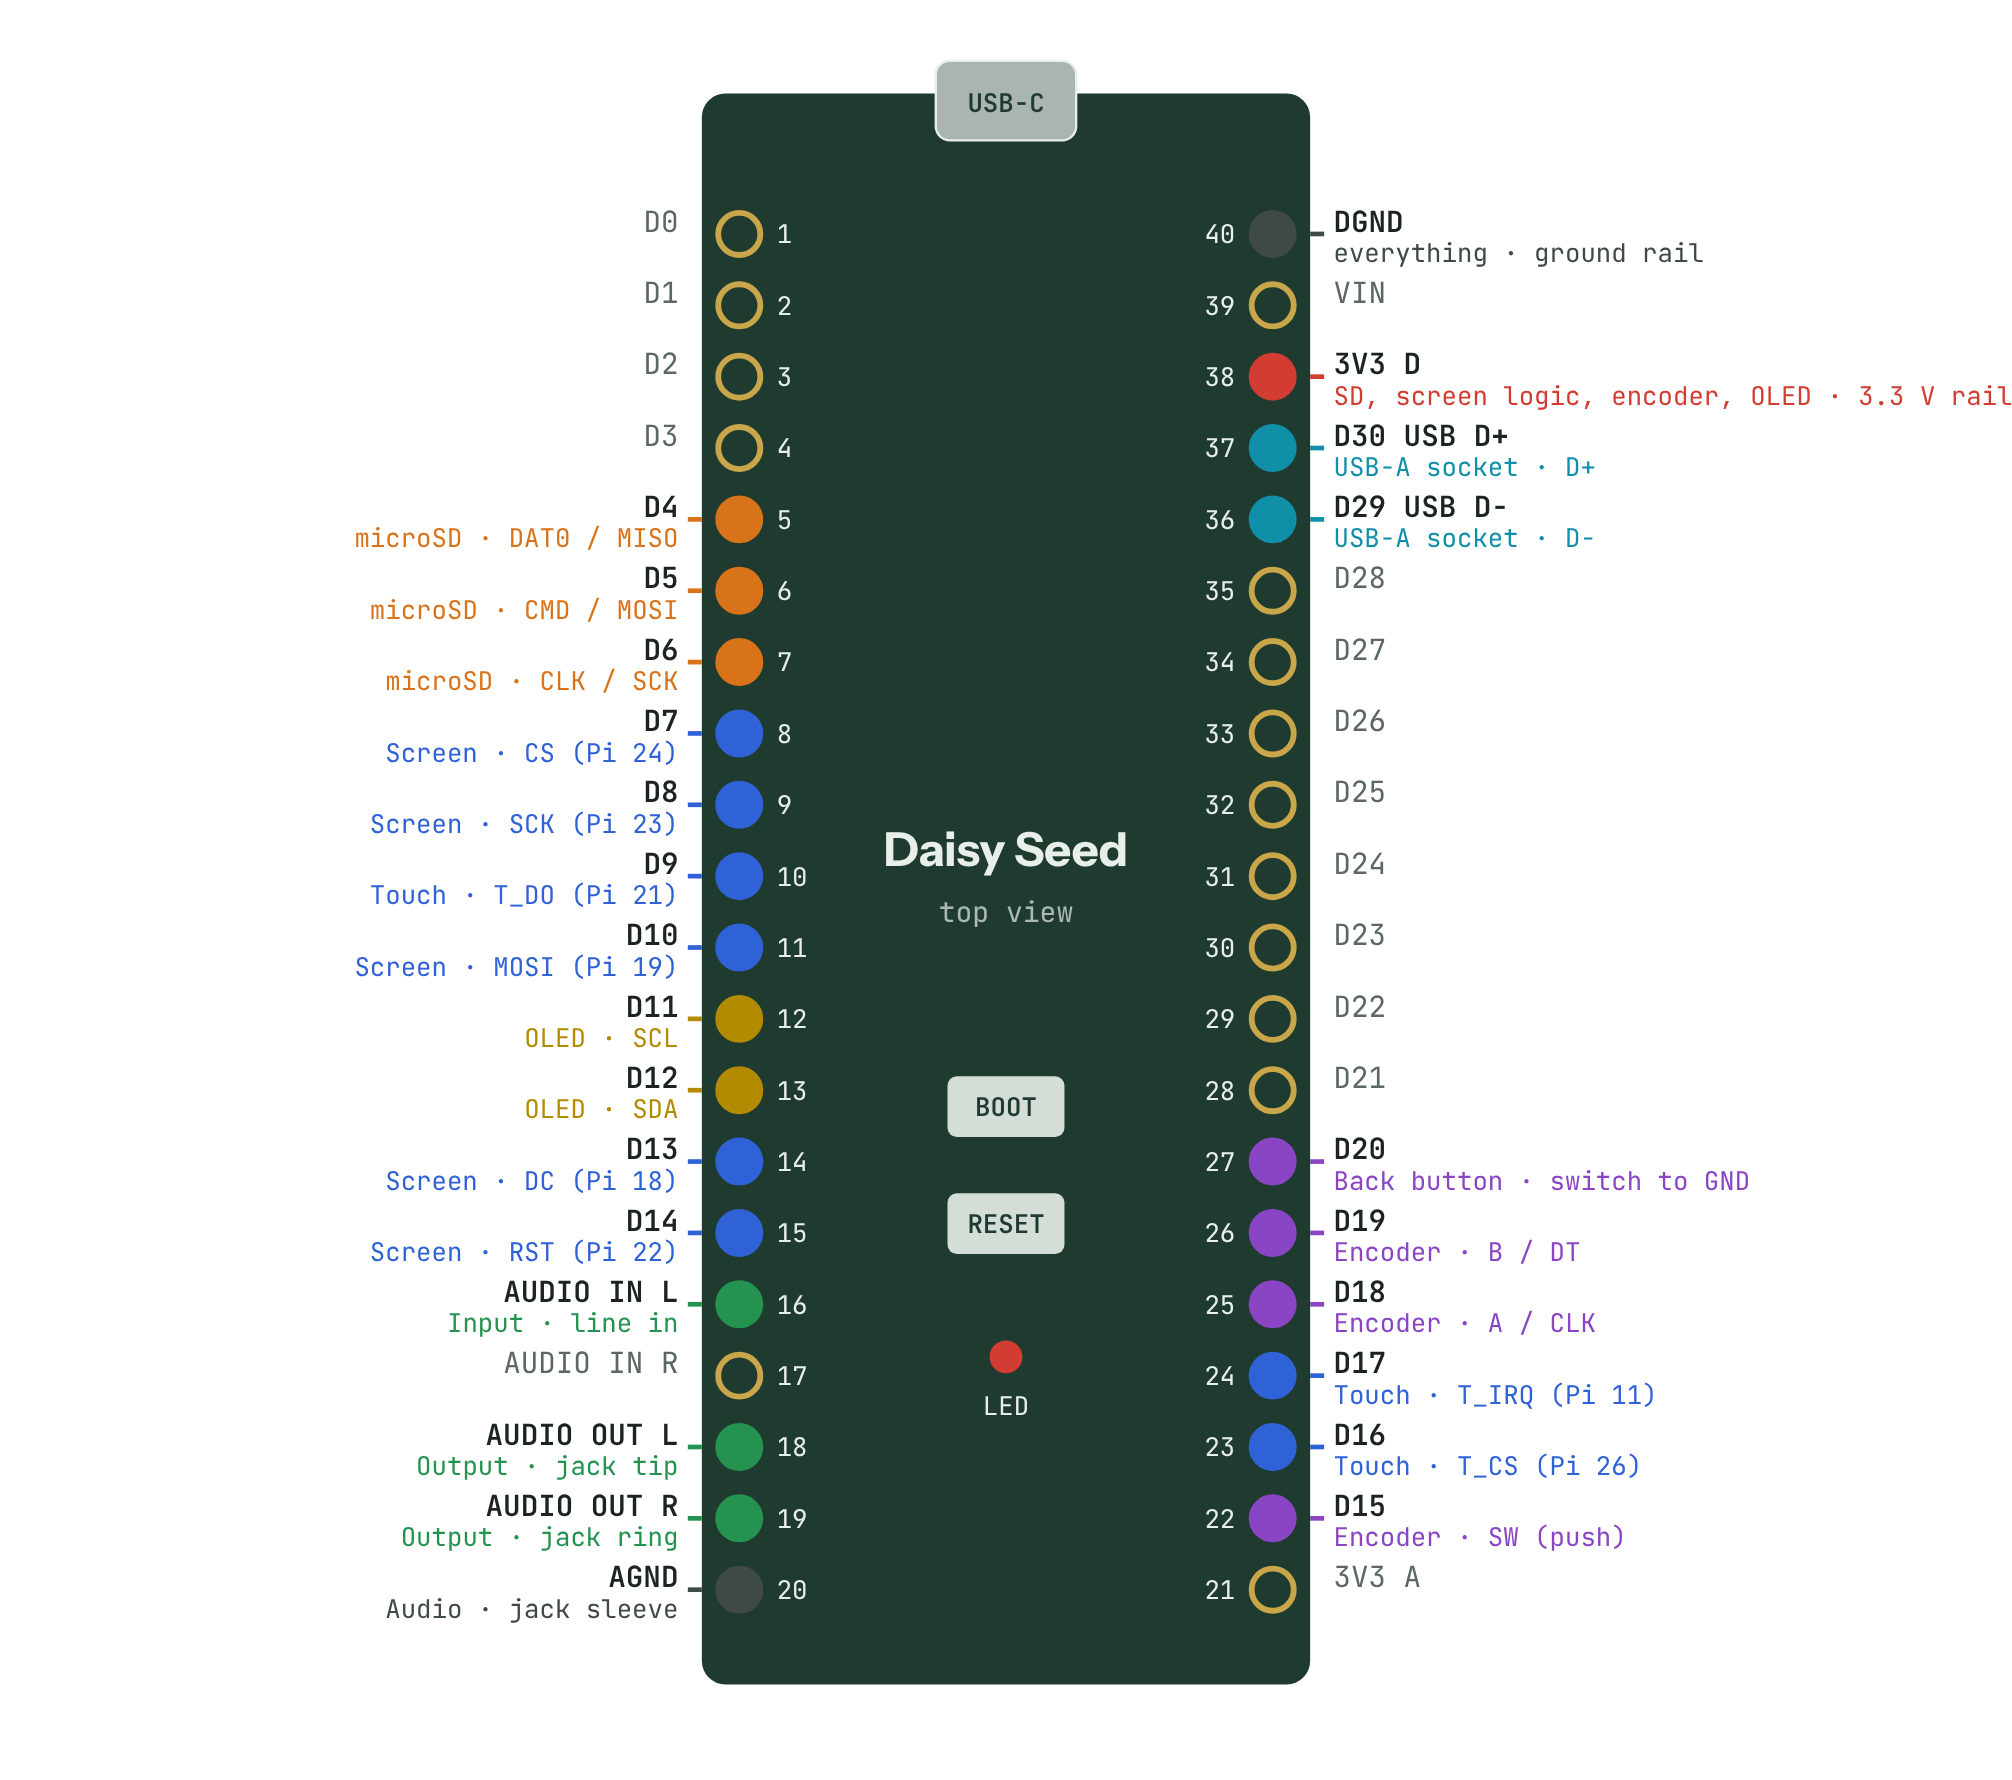 USB-C
D0
1
D1
2
D2
3
D3
4
D4
microSD · DAT0 / MISO
5
D5
microSD · CMD / MOSI
6
D6
microSD · CLK / SCK
7
D7
Screen · CS (Pi 24)
8
D8
Screen · SCK (Pi 23)
9
D9
Touch · T_DO (Pi 21)
10
D10
Screen · MOSI (Pi 19)
11
D11
OLED · SCL
12
D12
OLED · SDA
13
D13
Screen · DC (Pi 18)
14
D14
Screen · RST (Pi 22)
15
AUDIO IN L
Input · line in
16
AUDIO IN R
17
AUDIO OUT L
Output · jack tip
18
AUDIO OUT R
Output · jack ring
19
AGND
Audio · jack sleeve
20
Daisy Seed
top view
BOOT
RESET
LED
40
DGND
everything · ground rail
39
VIN
38
3V3 D
SD, screen logic, encoder, OLED · 3.3 V rail
37
D30 USB D+
USB-A socket · D+
36
D29 USB D-
USB-A socket · D-
35
D28
34
D27
33
D26
32
D25
31
D24
30
D23
29
D22
28
D21
27
D20
Back button · switch to GND
26
D19
Encoder · B / DT
25
D18
Encoder · A / CLK
24
D17
Touch · T_IRQ (Pi 11)
23
D16
Touch · T_CS (Pi 26)
22
D15
Encoder · SW (push)
21
3V3 A